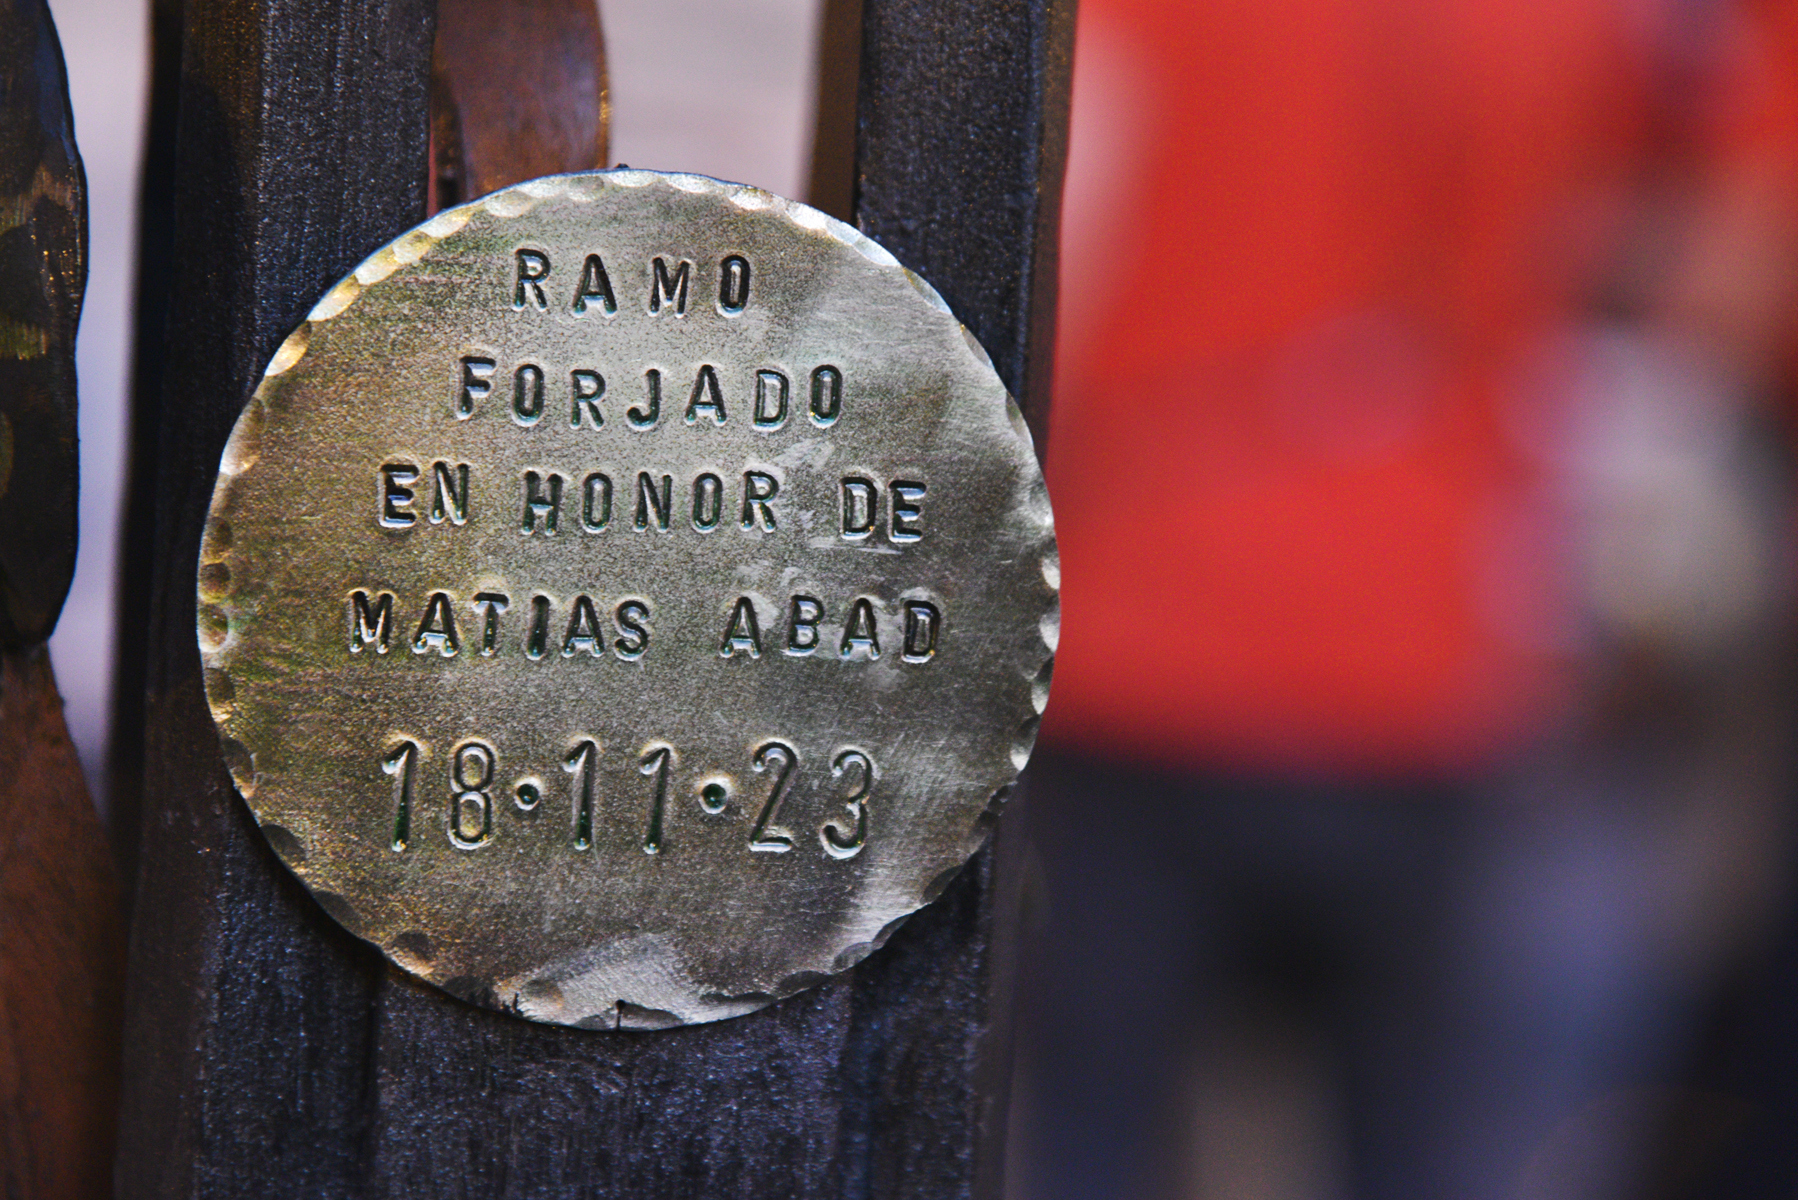 RAMO
FORJADO
EN HONOR DE
MATIAS ABAD
18·11·23